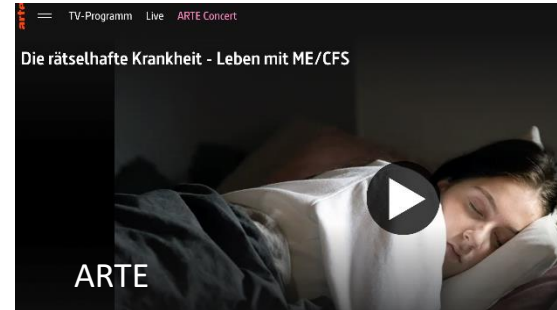 arte
TV-Programm Live ARTE Concert
Die rätselhafte Krankheit - Leben mit ME/CFS
ARTE